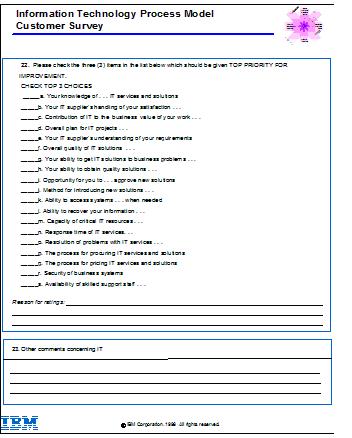 Information Technology Process Model
Customer Survey
22. Please check the three (3) items in the list below which should be given TOP PRIORITY FOR
IMPROVEMENT.
CHECK TOP 3 CHOICES
_____a. Your knowledge of . . . IT services and solutions
_____b. Your IT supplier's handling of your satisfaction . . .
_____c. Contribution of IT to the business value of your work . . .
_____d. Overall plan for IT projects . . .
_____e. Your IT supplier's understanding of your requirements
_____f. Overall quality of IT solutions . . .
_____g. Your ability to get IT solutions to business problems . . .
_____h. Your ability to obtain quality solutions . . .
_____i. Opportunity for you to . . . approve new solutions
_____j. Method for introducing new solutions . . .
_____k. Ability to access systems . . . when needed
_____l. Ability to recover your information . . .
_____m. Capacity of critical IT resources . . .
_____n. Response time of IT services. . .
_____o. Resolution of problems with IT services . . .
_____p. The process for procuring IT services and solutions
_____q. The process for pricing IT services and solutions
_____r. Security of business systems
_____s. Availability of skilled support staff . . .
Reason for ratings:
23. Other comments concerning IT
IBM
© IBM Corporation, 1998 All rights reserved.